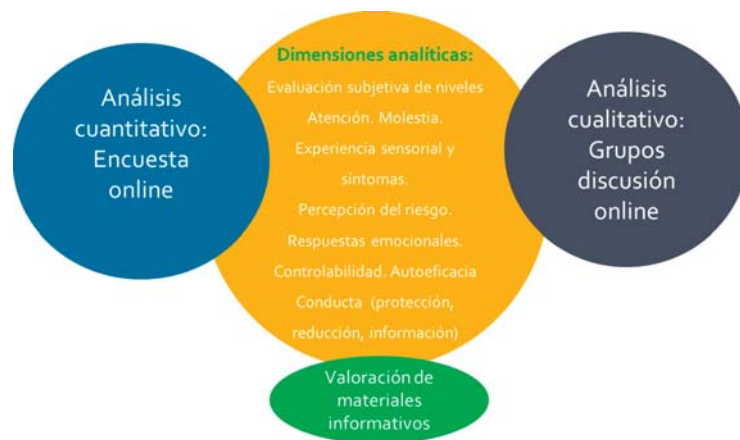 Análisis
cuantitativo:
Encuesta
online
Dimensiones analíticas:
Evaluación subjetiva de niveles
Atención. Molestia.
Experiencia sensorial y
síntomas.
Percepción del riesgo.
Respuestas emocionales.
Controlabilidad. Autoeficacia
Conducta (protección,
reducción, información)
Análisis
cualitativo:
Grupos
discusión
online
Valoración de
materiales
informativos